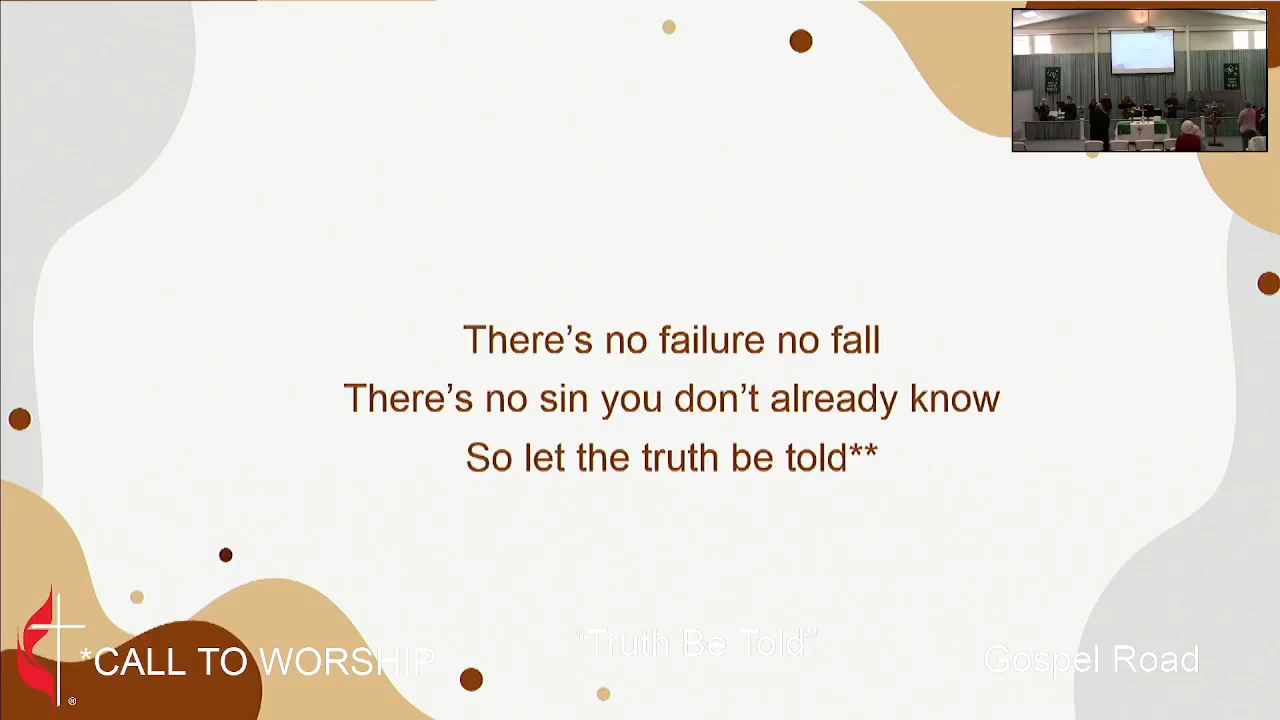 There’s no failure no fall
There’s no sin you don’t already know
So let the truth be told**
*CALL TO WORSHIP
“Truth Be Told”
Gospel Road
®